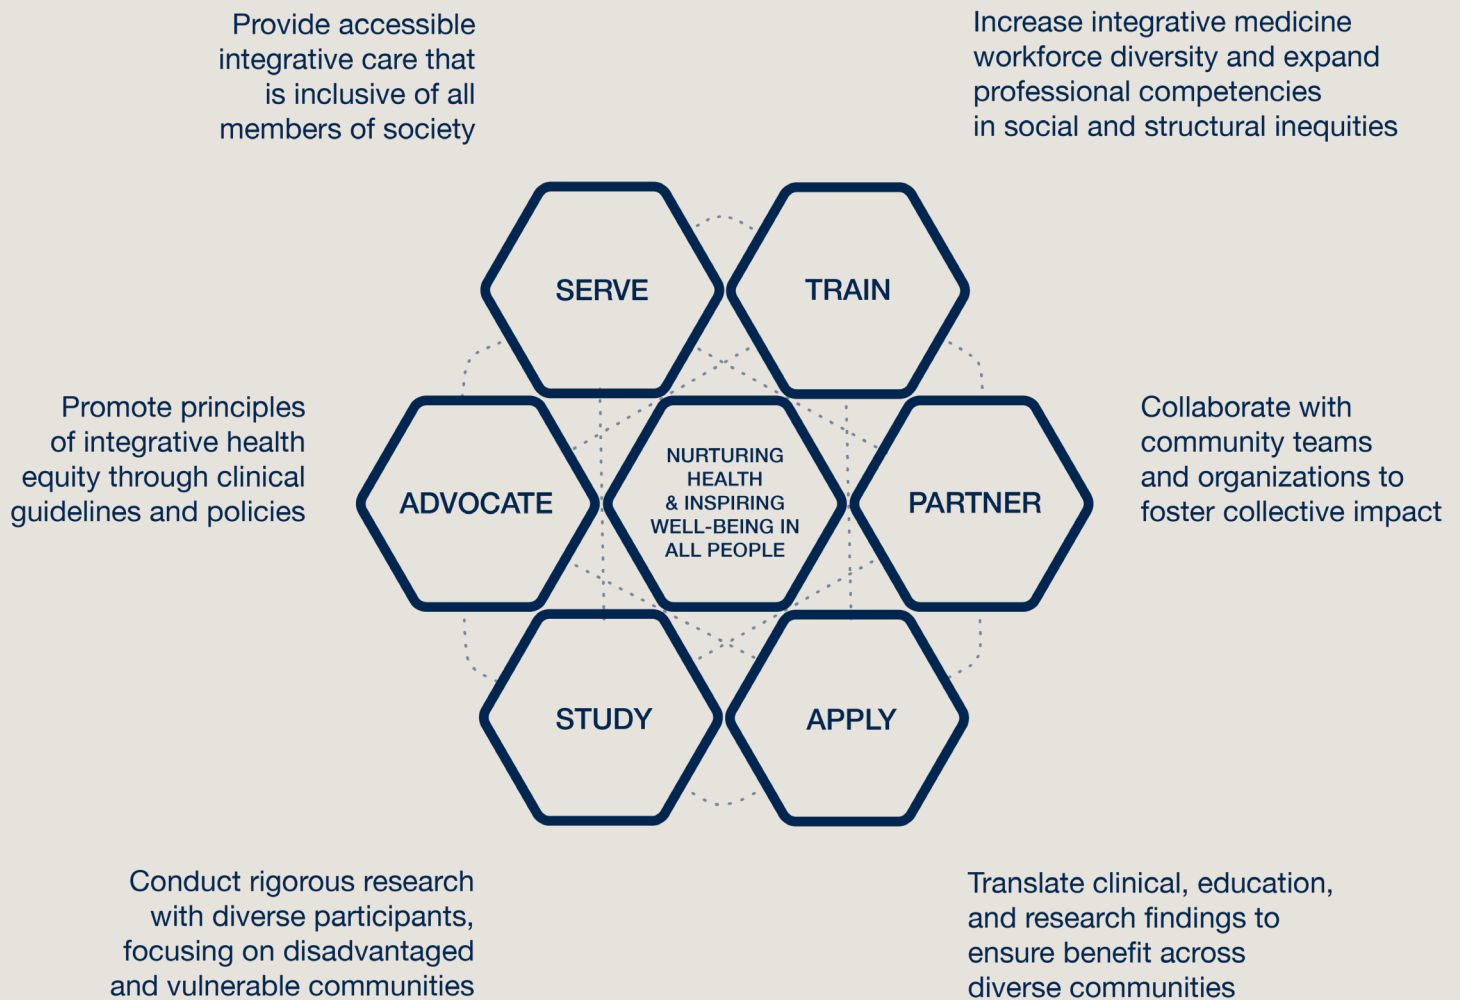 Provide accessible
integrative care that
is inclusive of all
members of society
Increase integrative medicine
workforce diversity and expand
professional competencies
in social and structural inequities
SERVE
TRAIN
Promote principles
of integrative health
equity through clinical
guidelines and policies
ADVOCATE
NURTURING
HEALTH
& INSPIRING
WELL-BEING IN
ALL PEOPLE
PARTNER
Collaborate with
community teams
and organizations to
foster collective impact
STUDY
APPLY
Conduct rigorous research
with diverse participants,
focusing on disadvantaged
and vulnerable communities
Translate clinical, education,
and research findings to
ensure benefit across
diverse communities